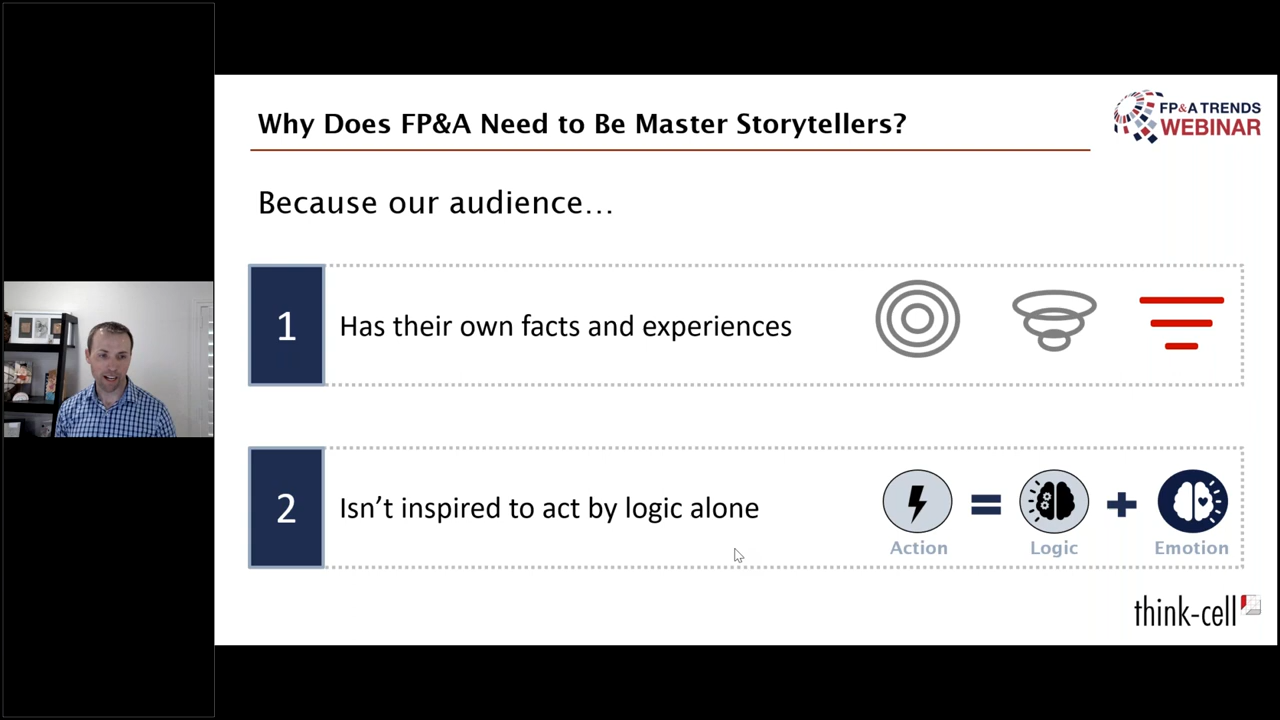 Why Does FP&A Need to Be Master Storytellers?
FP&A TRENDS
WEBINAR
Because our audience...
1
Has their own facts and experiences
2
Isn't inspired to act by logic alone
Action
=
Logic
+
Emotion
think-cell